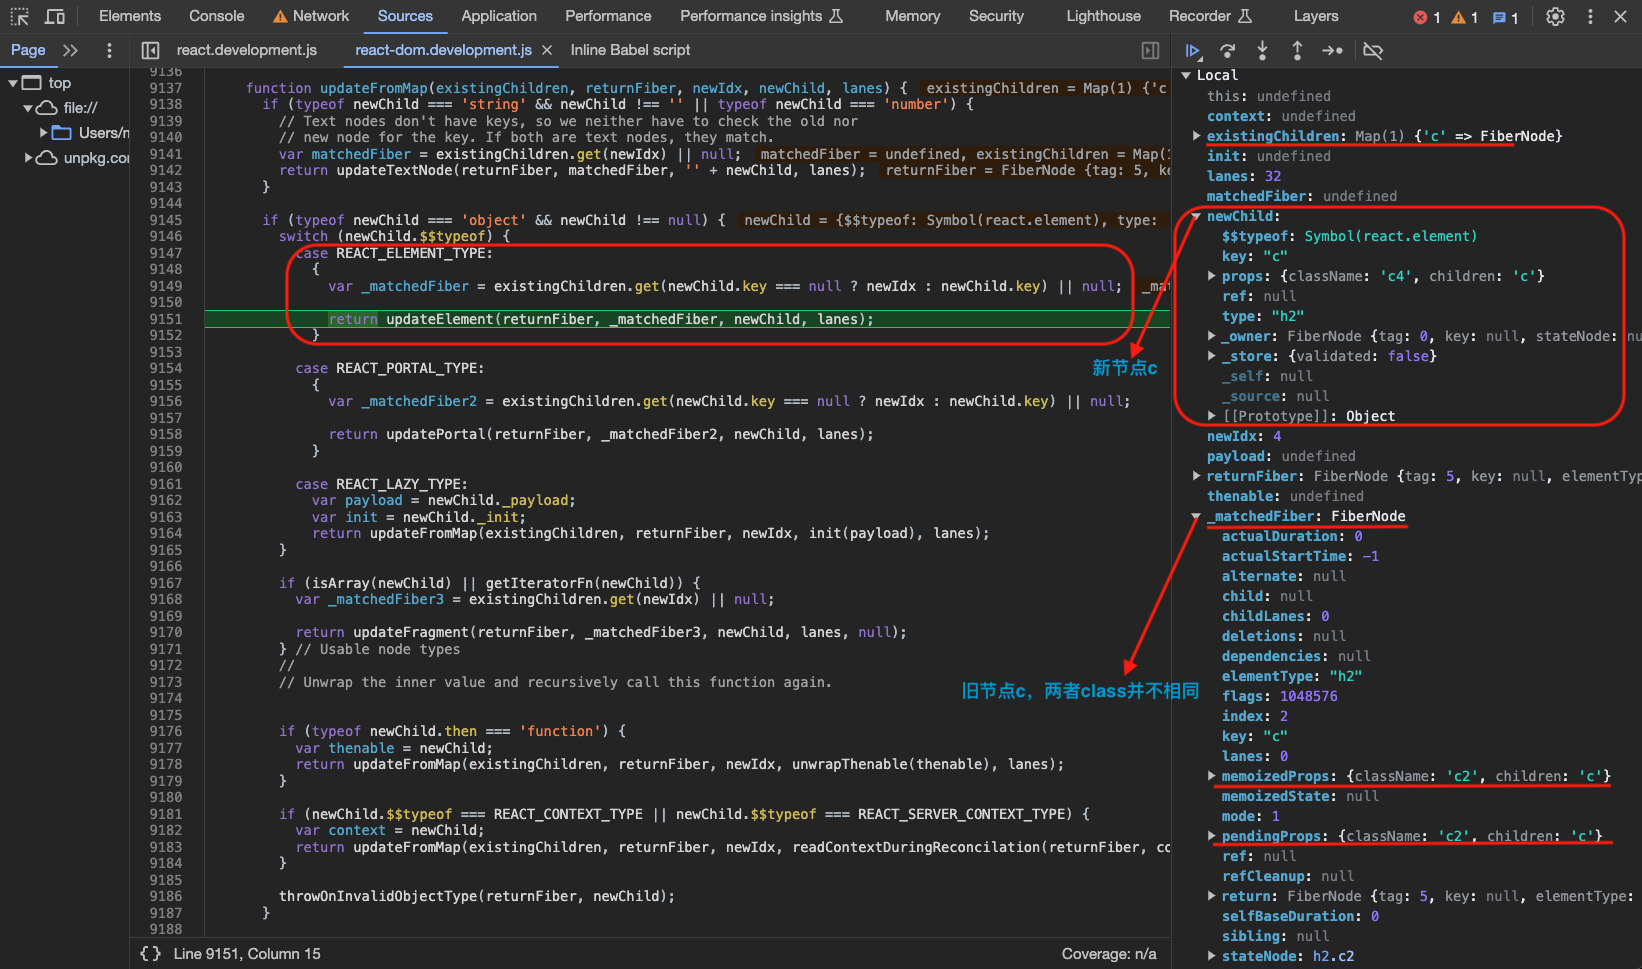 Elements Console Network Sources Application Performance Performance insights Memory Security Lighthouse Recorder Layers 1 1 1
Page react.development.js react-dom.development.js × Inline Babel script
top
file://
Users/n
unpkg.co
9136
9137 function updateFromMap(existingChildren, returnFiber, newIdx, newChild, lanes) { existingChildren = Map(1) {'c
9138 if (typeof newChild === 'string' && newChild !== '' || typeof newChild === 'number') {
9139 // Text nodes don't have keys, so we neither have to check the old nor
9140 // new node for the key. If both are text nodes, they match.
9141 var matchedFiber = existingChildren.get(newIdx) || null; matchedFiber = undefined, existingChildren = Map(1
9142 return updateTextNode(returnFiber, matchedFiber, '' + newChild, lanes); returnFiber = FiberNode {tag: 5, ke
9143 }
9144
9145 if (typeof newChild === 'object' && newChild !== null) { newChild = {$$typeof: Symbol(react.element), type:
9146 switch (newChild.$$typeof) {
9147 case REACT_ELEMENT_TYPE:
9148 {
9149 var _matchedFiber = existingChildren.get(newChild.key === null ? newIdx : newChild.key) || null; _mat
9150
9151 return updateElement(returnFiber, _matchedFiber, newChild, lanes);
9152 }
9153
9154 case REACT_PORTAL_TYPE:
9155 {
9156 var _matchedFiber2 = existingChildren.get(newChild.key === null ? newIdx : newChild.key) || null;
9157
9158 return updatePortal(returnFiber, _matchedFiber2, newChild, lanes);
9159 }
9160
9161 case REACT_LAZY_TYPE:
9162 var payload = newChild._payload;
9163 var init = newChild._init;
9164 return updateFromMap(existingChildren, returnFiber, newIdx, init(payload), lanes);
9165 }
9166
9167 if (isArray(newChild) || getIteratorFn(newChild)) {
9168 var _matchedFiber3 = existingChildren.get(newIdx) || null;
9169
9170 return updateFragment(returnFiber, _matchedFiber3, newChild, lanes, null);
9171 } // Usable node types
9172 //
9173 // Unwrap the inner value and recursively call this function again.
9174
9175
9176 if (typeof newChild.then === 'function') {
9177 var thenable = newChild;
9178 return updateFromMap(existingChildren, returnFiber, newIdx, unwrapThenable(thenable), lanes);
9179 }
9180
9181 if (newChild.$$typeof === REACT_CONTEXT_TYPE || newChild.$$typeof === REACT_SERVER_CONTEXT_TYPE) {
9182 var context = newChild;
9183 return updateFromMap(existingChildren, returnFiber, newIdx, readContextDuringReconcilation(returnFiber, co
9184 }
9185
9186 throwOnInvalidObjectType(returnFiber, newChild);
9187 }
9188
新节点c
旧节点c，两者class并不相同
{} Line 9151, Column 15 Coverage: n/a
Local
this: undefined
context: undefined
existingChildren: Map(1) {'c' => FiberNode}
init: undefined
lanes: 32
matchedFiber: undefined
newChild:
$$typeof: Symbol(react.element)
key: "c"
props: {className: 'c4', children: 'c'}
ref: null
type: "h2"
_owner: FiberNode {tag: 0, key: null, stateNode: nu
_store: {validated: false}
_self: null
_source: null
[[Prototype]]: Object
newIdx: 4
payload: undefined
returnFiber: FiberNode {tag: 5, key: null, elementTyp
thenable: undefined
_matchedFiber: FiberNode
actualDuration: 0
actualStartTime: -1
alternate: null
child: null
childLanes: 0
deletions: null
dependencies: null
elementType: "h2"
flags: 1048576
index: 2
key: "c"
lanes: 0
memoizedProps: {className: 'c2', children: 'c'}
memoizedState: null
mode: 1
pendingProps: {className: 'c2', children: 'c'}
ref: null
refCleanup: null
return: FiberNode {tag: 5, key: null, elementType:
selfBaseDuration: 0
sibling: null
stateNode: h2.c2